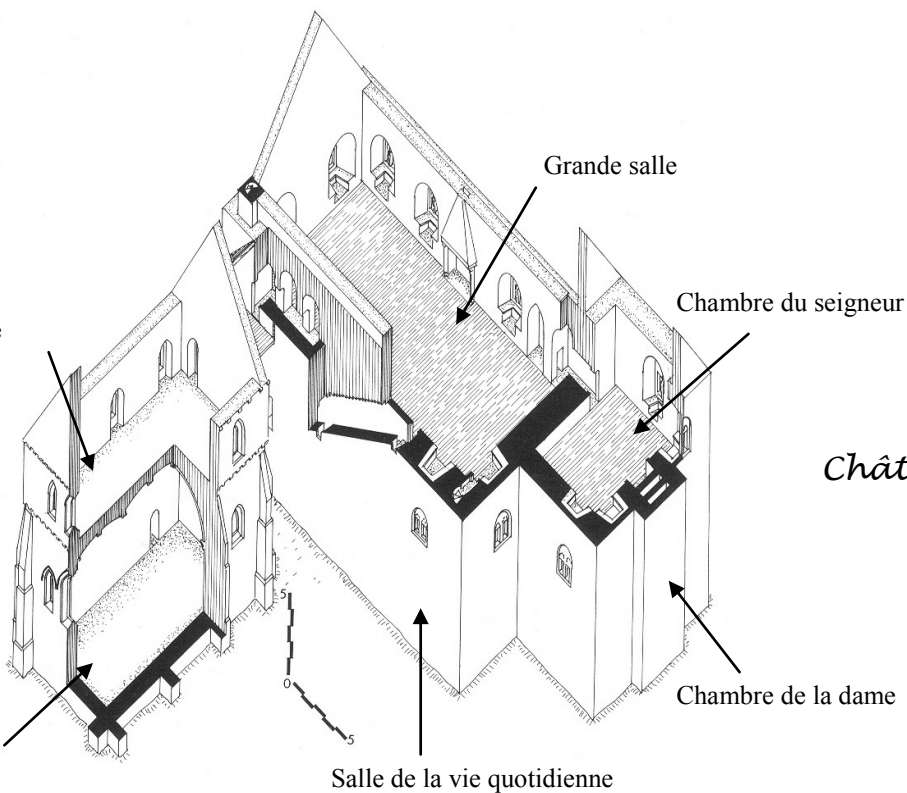 Grande salle
Chambre du seigneur
e
Chât
5
0
5
Chambre de la dame
Salle de la vie quotidienne